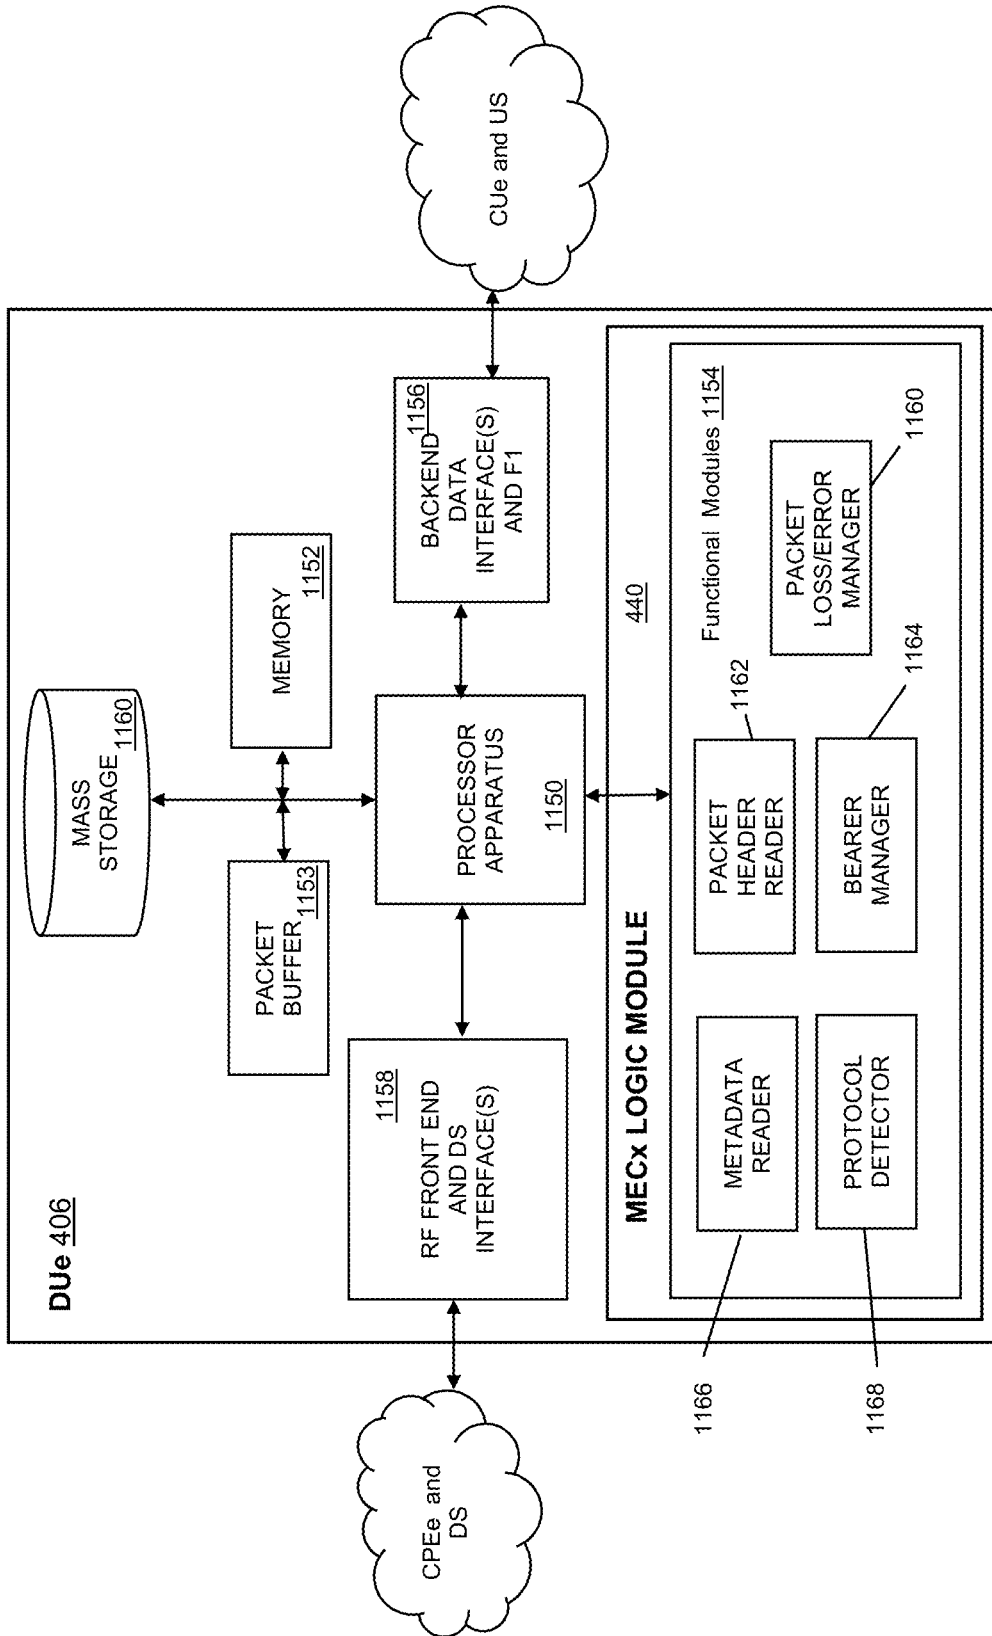 DUe 406
MASS
STORAGE
1160
PACKET
BUFFER
1153
MEMORY
1152
CPEe and
DS
1158
RF FRONT END
AND DS
INTERFACE(S)
PROCESSOR
APPARATUS
1150
1156
BACKEND
DATA
INTERFACE(S)
AND F1
CUe and US
MECx LOGIC MODULE
440
Functional Modules 1154
METADATA
READER
1166
PACKET
HEADER
READER
1162
PACKET
LOSS/ERROR
MANAGER
1160
PROTOCOL
DETECTOR
1168
BEARER
MANAGER
1164